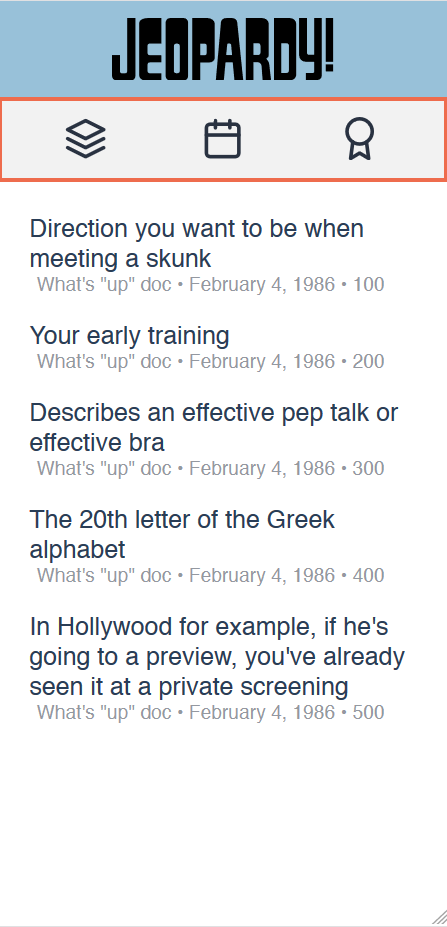 JEOPARDY!
Direction you want to be when
meeting a skunk
What's "up" doc • February 4, 1986 • 100
Your early training
What's "up" doc • February 4, 1986 • 200
Describes an effective pep talk or
effective bra
What's "up" doc • February 4, 1986 • 300
The 20th letter of the Greek
alphabet
What's "up" doc • February 4, 1986 • 400
In Hollywood for example, if he's
going to a preview, you've already
seen it at a private screening
What's "up" doc • February 4, 1986 • 500